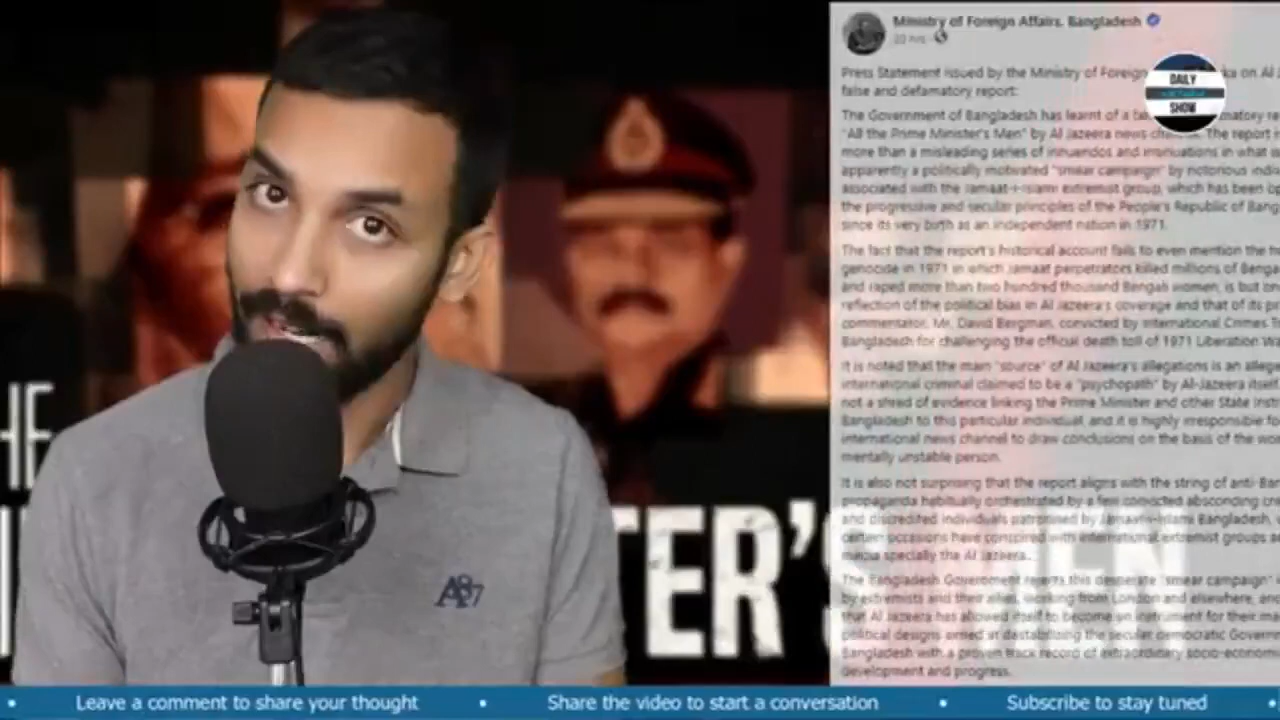 Ministry of Foreign Affairs, Bangladesh
20 hrs
Press Statement issued by the Ministry of Foreign ka on Al
false and defamatory report:
The Government of Bangladesh has learnt of a matory
"All the Prime Minister's Men" by Al Jazeera news The report
more than a misleading series of innuendos and insinuations in what
apparently a politically motivated "smear campaign" by notorious
associated with the Jamaat-i-Islami extremist group, which has been
the progressive and secular principles of the People's Republic of
since its very birth as an independent nation in 1971.
The fact that the report's historical account fails to even mention the
genocide in 1971 in which Jamaat perpetrators killed millions of
and raped more than two hundred thousand Bengali women, is but
reflection of the political bias in Al Jazeera's coverage and that of its
commentator, Mr. David Bergman, convicted by International Crimes
Bangladesh for challenging the official death toll of 1971 Liberation
It is noted that the main "source" of Al Jazeera's allegations is an
international criminal claimed to be a "psychopath" by Al-Jazeera itself
not a shred of evidence linking the Prime Minister and other State
Bangladesh to this particular individual, and it is highly irresponsible
international news channel to draw conclusions on the basis of the
mentally unstable person.
It is also not surprising that the report aligns with the string of
propaganda habitually orchestrated by a few convicted absconding
and discredited individuals patronised by Jamaat-i-Islami Bangladesh,
certain occasions have conspired with international extremist groups
media specially the Al Jazeera.
The Bangladesh Government rejects this desperate "smear campaign"
by extremists and their allies, working from London and elsewhere,
that Al Jazeera has allowed itself to become an instrument for their
political designs aimed at destabilizing the secular democratic
Bangladesh with a proven track record of extraordinary
development and progress.
DAILY
SHOW
HE
TER'S MEN
A87
• Leave a comment to share your thought • Share the video to start a conversation • Subscribe to stay tuned •